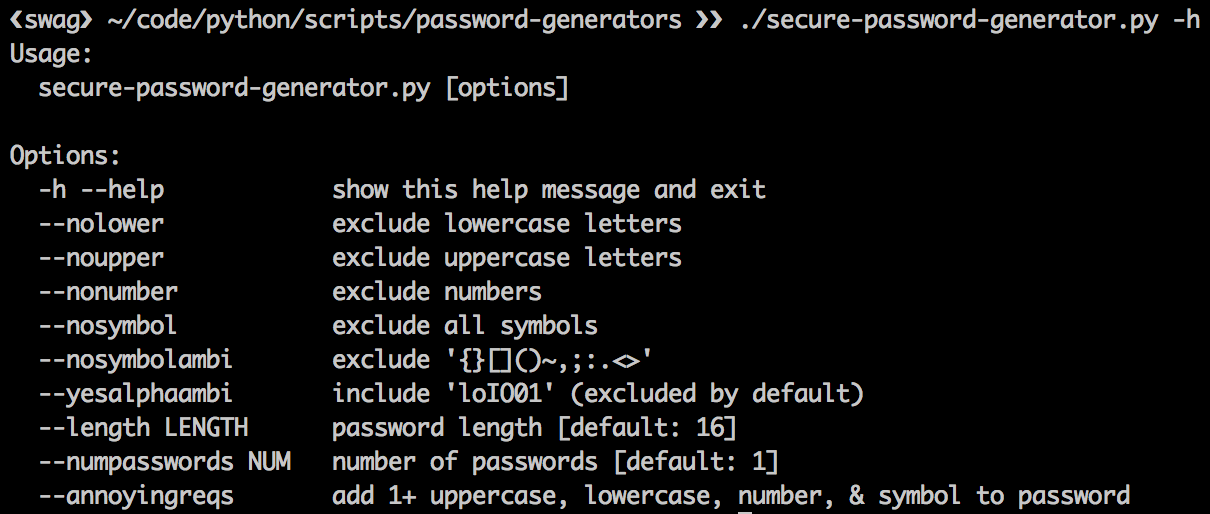 ❮swag❯ ~/code/python/scripts/password-generators ❯❯ ./secure-password-generator.py -h
Usage:
  secure-password-generator.py [options]

Options:
  -h --help            show this help message and exit
  --nolower            exclude lowercase letters
  --noupper            exclude uppercase letters
  --nonumber           exclude numbers
  --nosymbol           exclude all symbols
  --nosymbolambi       exclude '{}[]()~,;:.<>'
  --yesalphaambi       include 'loIO01' (excluded by default)
  --length LENGTH      password length [default: 16]
  --numpasswords NUM   number of passwords [default: 1]
  --annoyingreqs       add 1+ uppercase, lowercase, number, & symbol to password